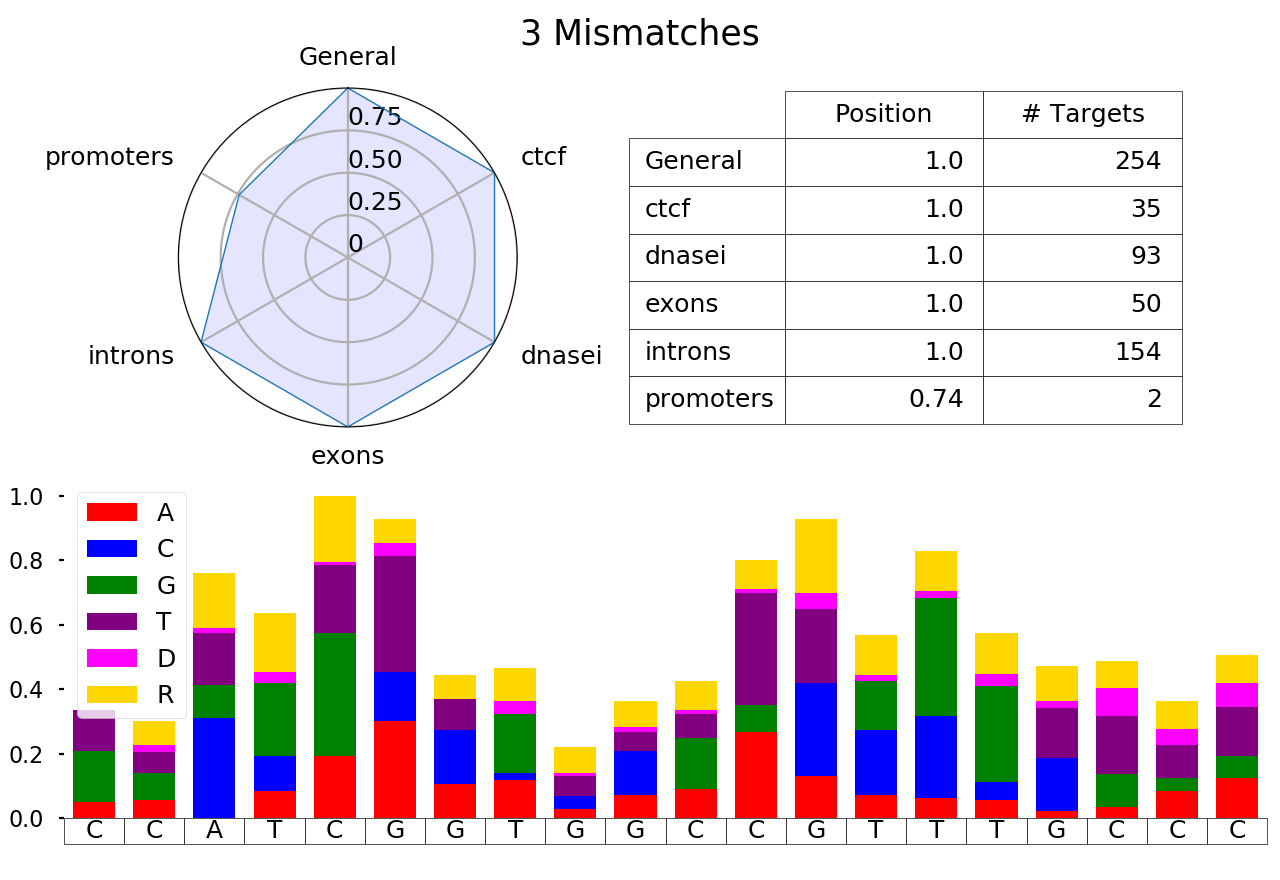 3 Mismatches
General
promoters
ctcf
0.75
0.50
0.25
0
introns
dnasei
exons
Position # Targets
General 1.0 254
ctcf 1.0 35
dnasei 1.0 93
exons 1.0 50
introns 1.0 154
promoters 0.74 2
1.0
0.8
0.6
0.4
0.2
0.0
A
C
G
T
D
R
C C A T C G G T G G C C G T T T G C C C